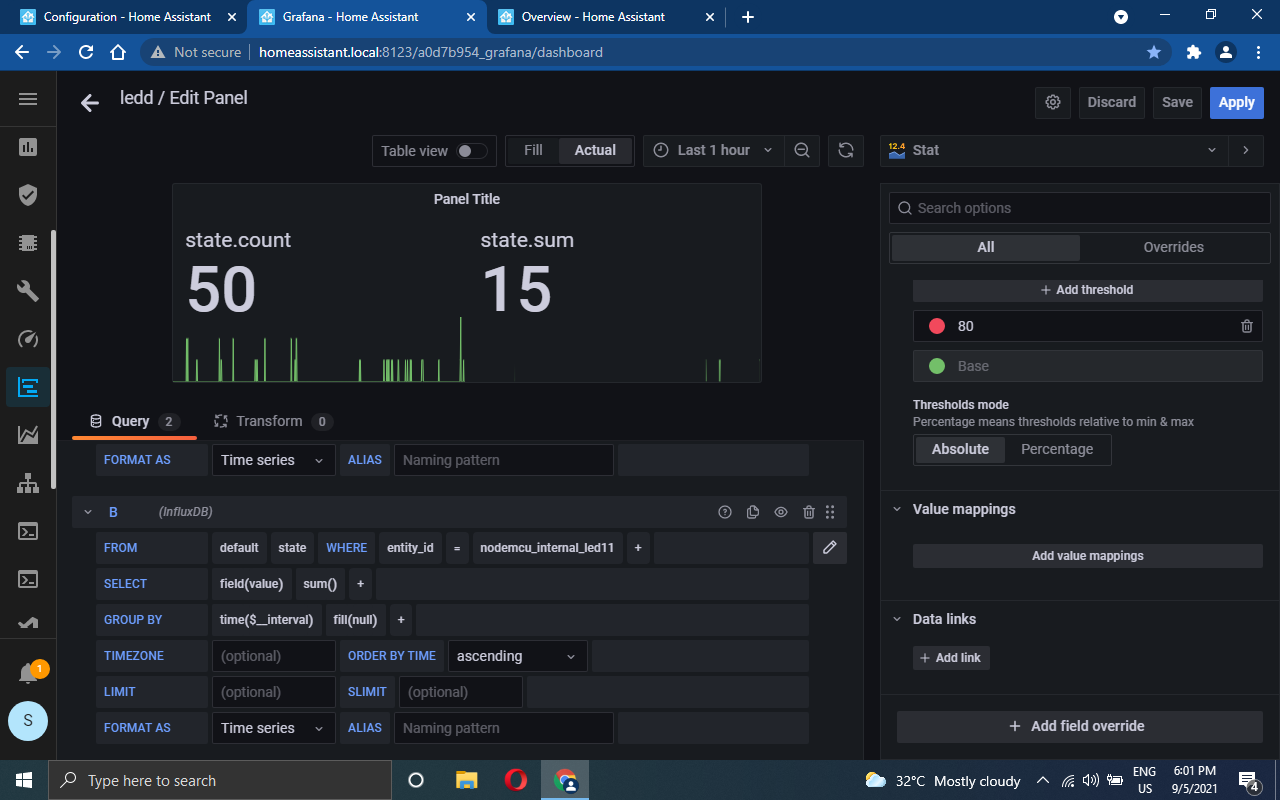 Configuration - Home Assistant
Grafana - Home Assistant
Overview - Home Assistant
Not secure
homeassistant.local:8123/a0d7b954_grafana/dashboard
ledd / Edit Panel
Discard
Save
Apply
Table view
Fill
Actual
Last 1 hour
12.4
Stat
Panel Title
state.count
50
state.sum
15
Search options
All
Overrides
+ Add threshold
80
Base
Thresholds mode
Percentage means thresholds relative to min & max
Absolute
Percentage
Value mappings
Add value mappings
Data links
+ Add link
+ Add field override
Query 2
Transform 0
FORMAT AS
Time series
ALIAS
Naming pattern
B
(InfluxDB)
FROM
default
state
WHERE
entity_id
=
nodemcu_internal_led11
+
SELECT
field(value)
sum()
+
GROUP BY
time($__interval)
fill(null)
+
TIMEZONE
(optional)
ORDER BY TIME
ascending
LIMIT
(optional)
SLIMIT
(optional)
FORMAT AS
Time series
ALIAS
Naming pattern
1
S
Type here to search
32°C Mostly cloudy
ENG
US
6:01 PM
9/5/2021
4